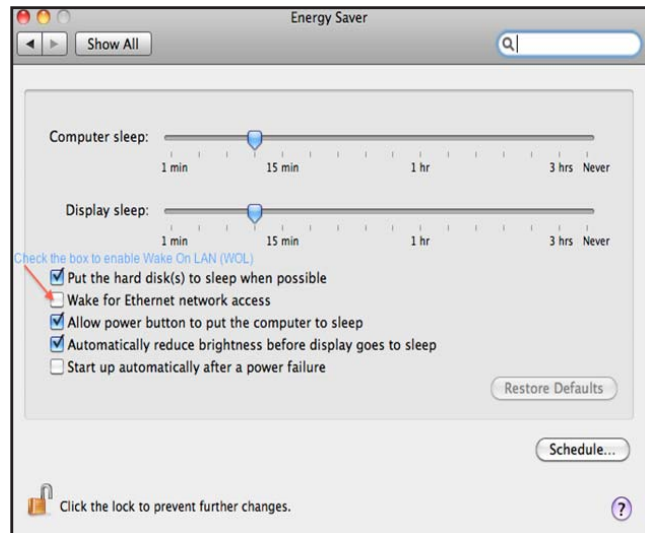 Energy Saver
Show All
Computer sleep:
1 min 15 min 1 hr 3 hrs Never
Display sleep:
1 min 15 min 1 hr 3 hrs Never
Check the box to enable Wake On LAN (WOL)
Put the hard disk(s) to sleep when possible
Wake for Ethernet network access
Allow power button to put the computer to sleep
Automatically reduce brightness before display goes to sleep
Start up automatically after a power failure
Restore Defaults
Schedule...
Click the lock to prevent further changes.
?